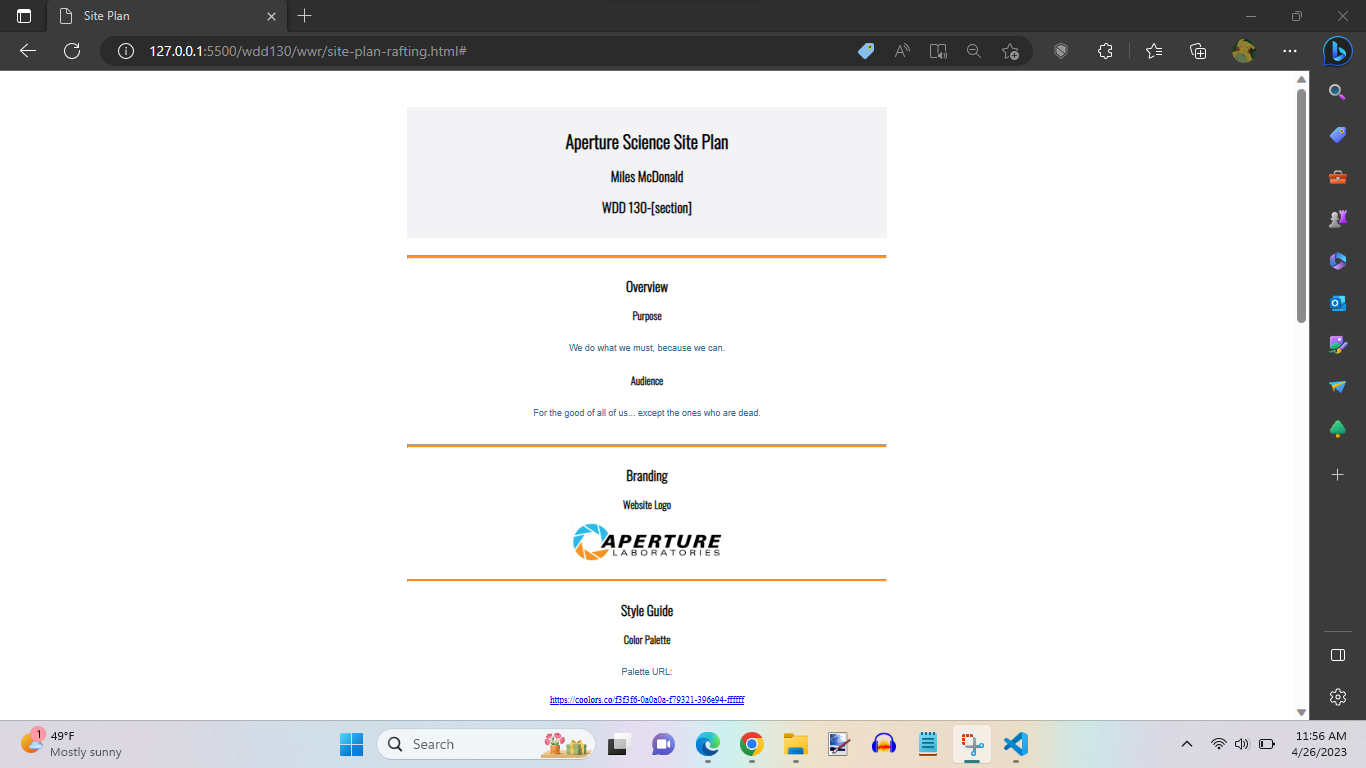 Site Plan
127.0.0.1:5500/wdd130/wwr/site-plan-rafting.html#
Aperture Science Site Plan
Miles McDonald
WDD 130-[section]
Overview
Purpose
We do what we must, because we can.
Audience
For the good of all of us... except the ones who are dead.
Branding
Website Logo
APERTURE
LABORATORIES
Style Guide
Color Palette
Palette URL:
https://coolors.co/f3f3f6-0a0a0a-f79321-396e94-ffffff
1
49°F
Mostly sunny
Search
11:56 AM
4/26/2023